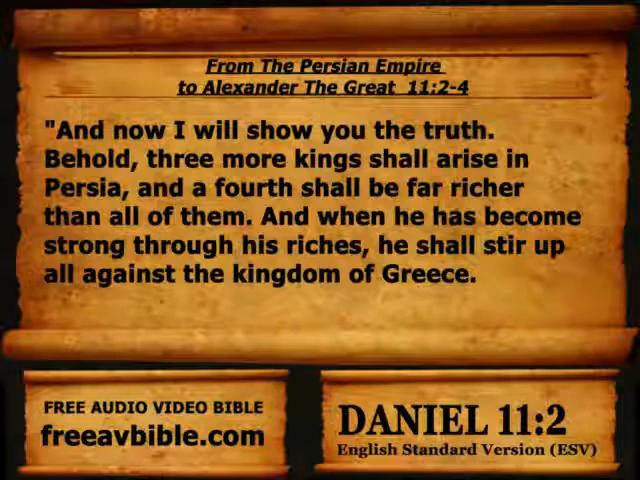 From The Persian Empire
to Alexander The Great 11:2-4
"And now I will show you the truth.
Behold, three more kings shall arise in
Persia, and a fourth shall be far richer
than all of them. And when he has become
strong through his riches, he shall stir up
all against the kingdom of Greece.
FREE AUDIO VIDEO BIBLE
freeavbible.com
DANIEL 11:2
English Standard Version (ESV)